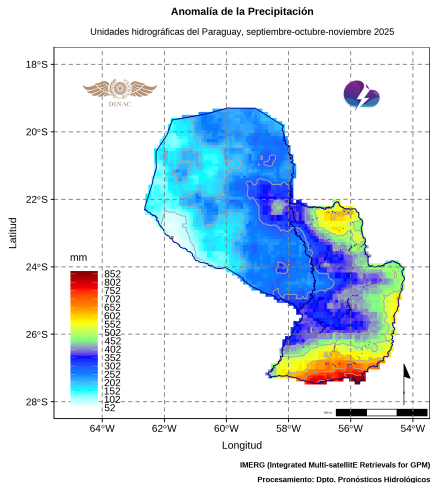 Anomalía de la Precipitación
Unidades hidrográficas del Paraguay, septiembre-octubre-noviembre 2025
18°S
20°S
22°S
24°S
26°S
28°S
Latitud
DINAC
mm
852
802
752
702
652
602
552
502
452
402
352
302
252
202
152
102
52
64°W
62°W
60°W
58°W
56°W
54°W
Longitud
IMERG (Integrated Multi-satellitE Retrievals for GPM)
Procesamiento: Dpto. Pronósticos Hidrológicos